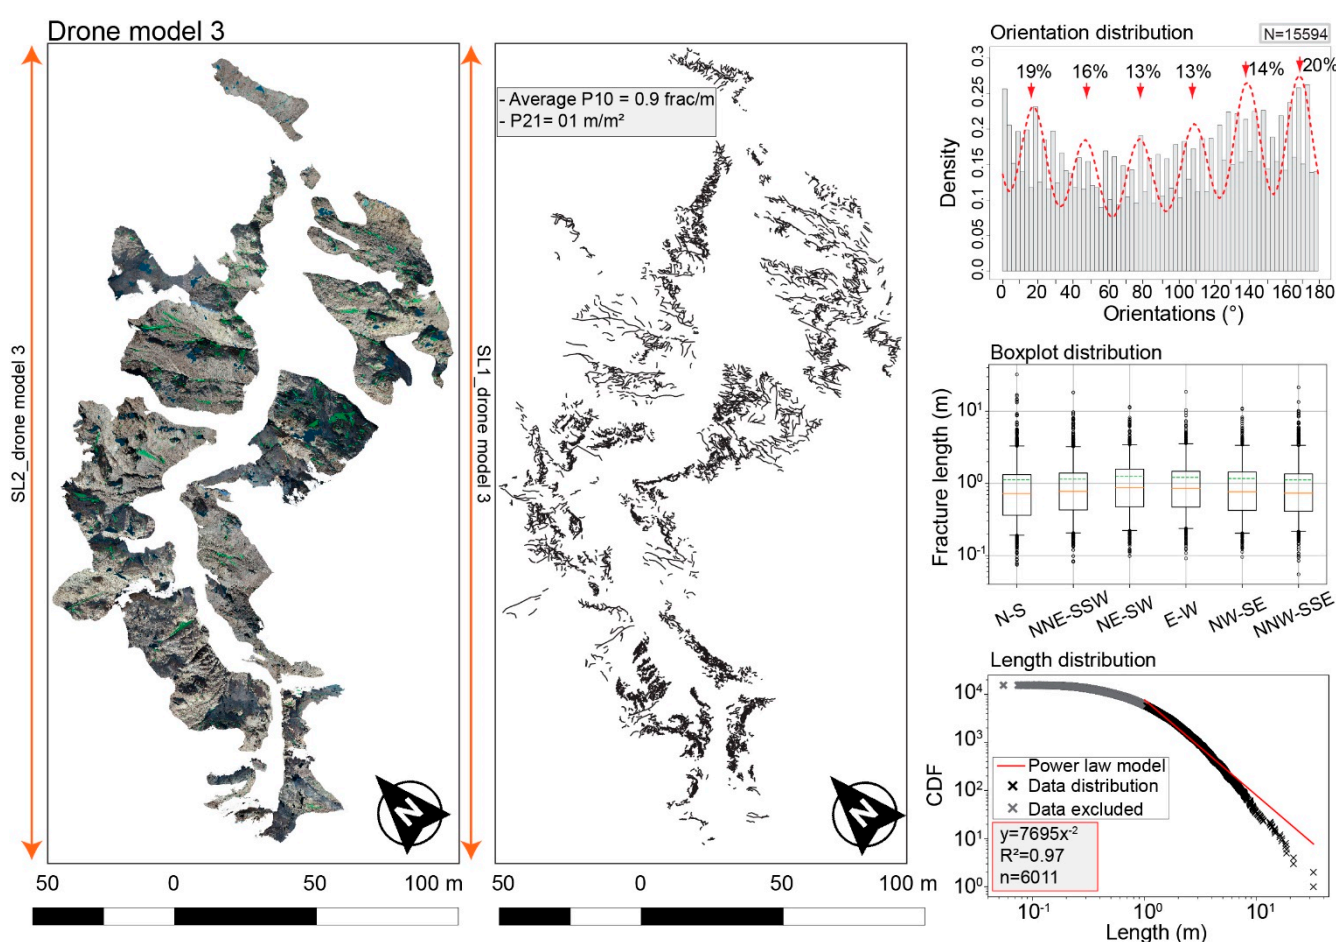 Drone model 3
SL2_drone model 3
N
50 0 50 100 m
SL1_drone model 3
- Average P10 = 0.9 frac/m
- P21= 01 m/m²
N
50 0 50 100 m
Orientation distribution
N=15594
19% 16% 13% 13% 14% 20%
Density
0.3
0.25
0.2
0.15
0.1
0.05
0.0
0 20 40 60 80 100 120 140 160 180
Orientations (°)
Boxplot distribution
Fracture length (m)
10¹
10⁰
10⁻¹
N-S NNE-SSW NE-SW E-W NW-SE NNW-SSE
Length distribution
CDF
10⁴
10³
10²
10¹
10⁰
Power law model
Data distribution
Data excluded
y=7695x⁻²
R²=0.97
n=6011
10⁻¹ 10⁰ 10¹
Length (m)